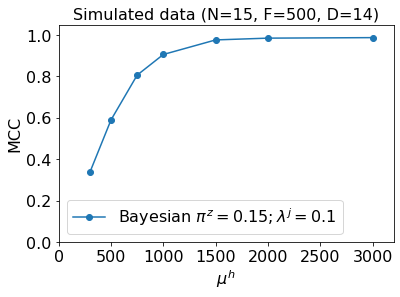 Simulated data (N=15, F=500, D=14)
1.0
0.8
0.6
0.4
0.2
0.0
MCC
Bayesian π^z = 0.15; λ^j = 0.1
0 500 1000 1500 2000 2500 3000
μ^h